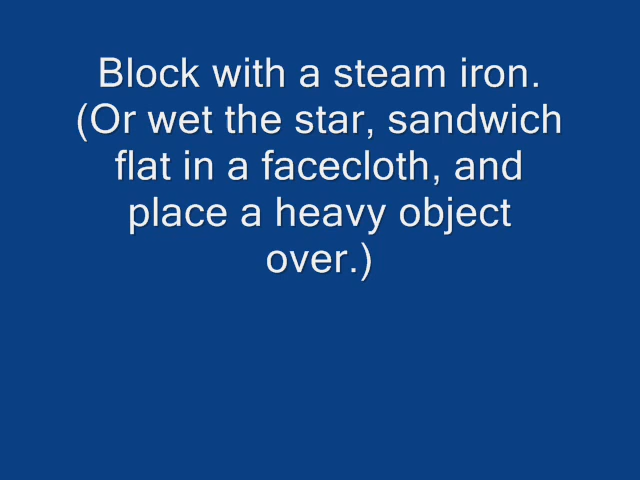 Block with a steam iron.
(Or wet the star, sandwich
flat in a facecloth, and
place a heavy object
over.)